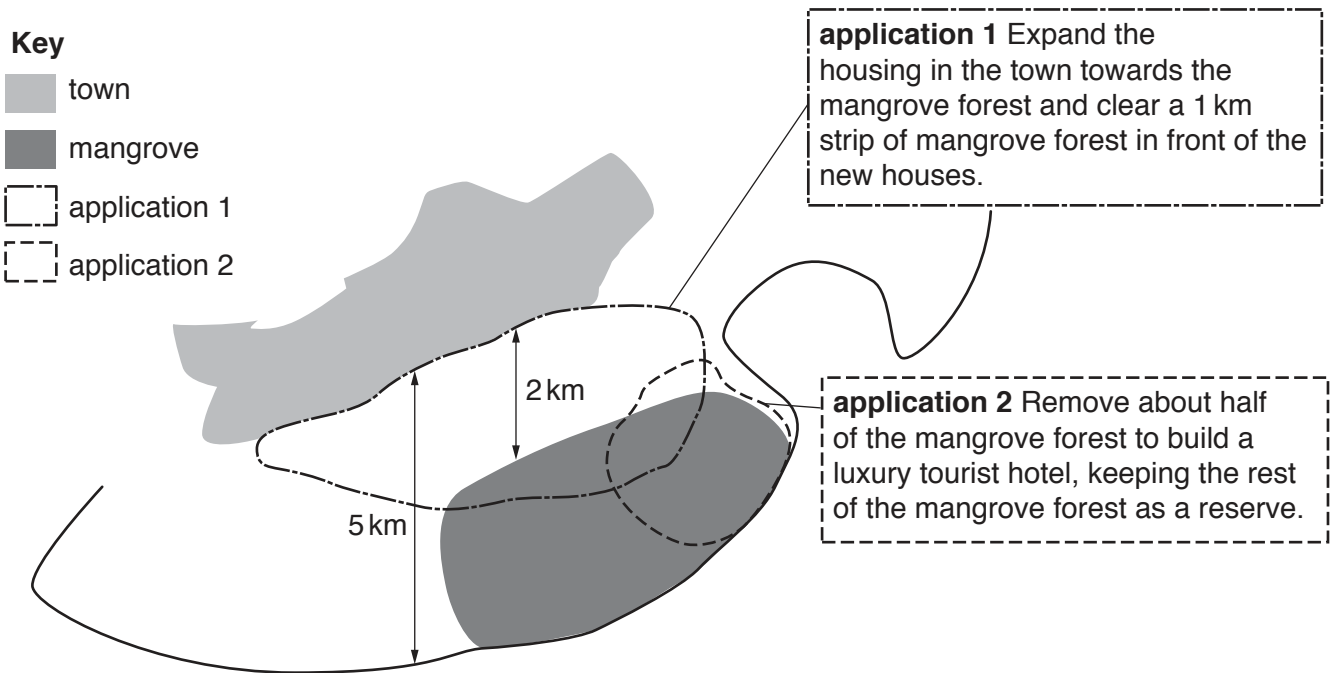 Key
town
mangrove
application 1
application 2
application 1 Expand the
housing in the town towards the
mangrove forest and clear a 1 km
strip of mangrove forest in front of the
new houses.
2 km
5 km
application 2 Remove about half
of the mangrove forest to build a
luxury tourist hotel, keeping the rest
of the mangrove forest as a reserve.